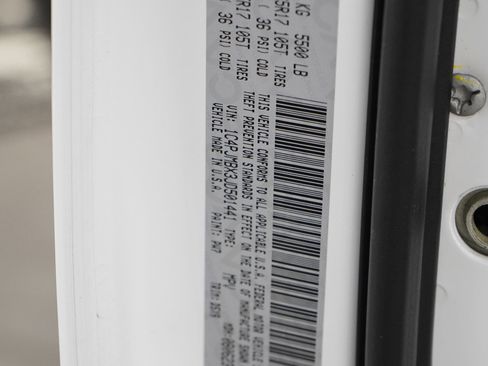 KG 5500 LB
5R17 105T TIRES
( 36 PSI) COLD
R17 105T TIRES
( 36 PSI) COLD
THIS VEHICLE CONFORMS TO ALL APPLICABLE U.S.A. FEDERAL MOTOR VEHICLE
THEFT PREVENTION STANDARDS IN EFFECT ON THE DATE OF MANUFACTURE SHOWN
VIN: 1C4PJMBX3JD501441 TYPE: MPV
VEHICLE MADE IN U.S.A. PAINT: PW7